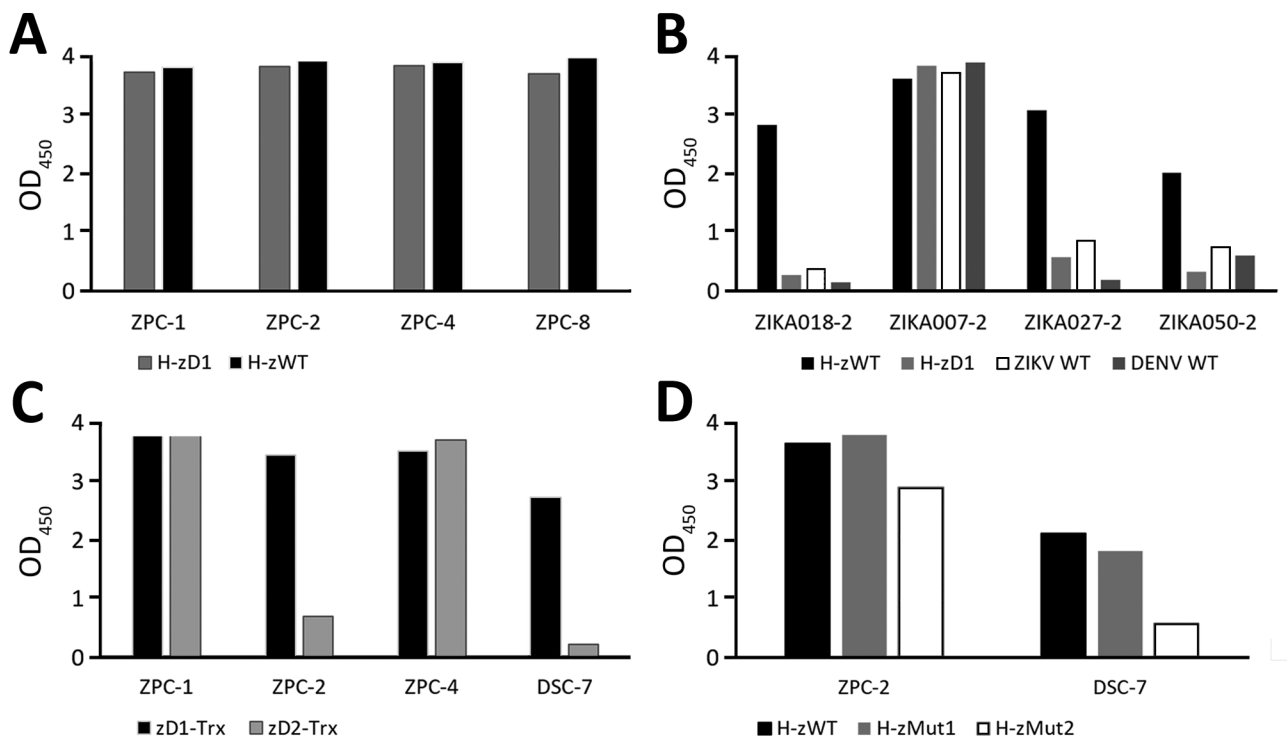 A
OD450
4
3
2
1
0
ZPC-1 ZPC-2 ZPC-4 ZPC-8
H-zD1 H-zWT
B
OD450
4
3
2
1
0
ZIKA018-2 ZIKA007-2 ZIKA027-2 ZIKA050-2
H-zWT H-zD1 ZIKV WT DENV WT
C
OD450
4
3
2
1
0
ZPC-1 ZPC-2 ZPC-4 DSC-7
zD1-Trx zD2-Trx
D
OD450
4
3
2
1
0
ZPC-2 DSC-7
H-zWT H-zMut1 H-zMut2